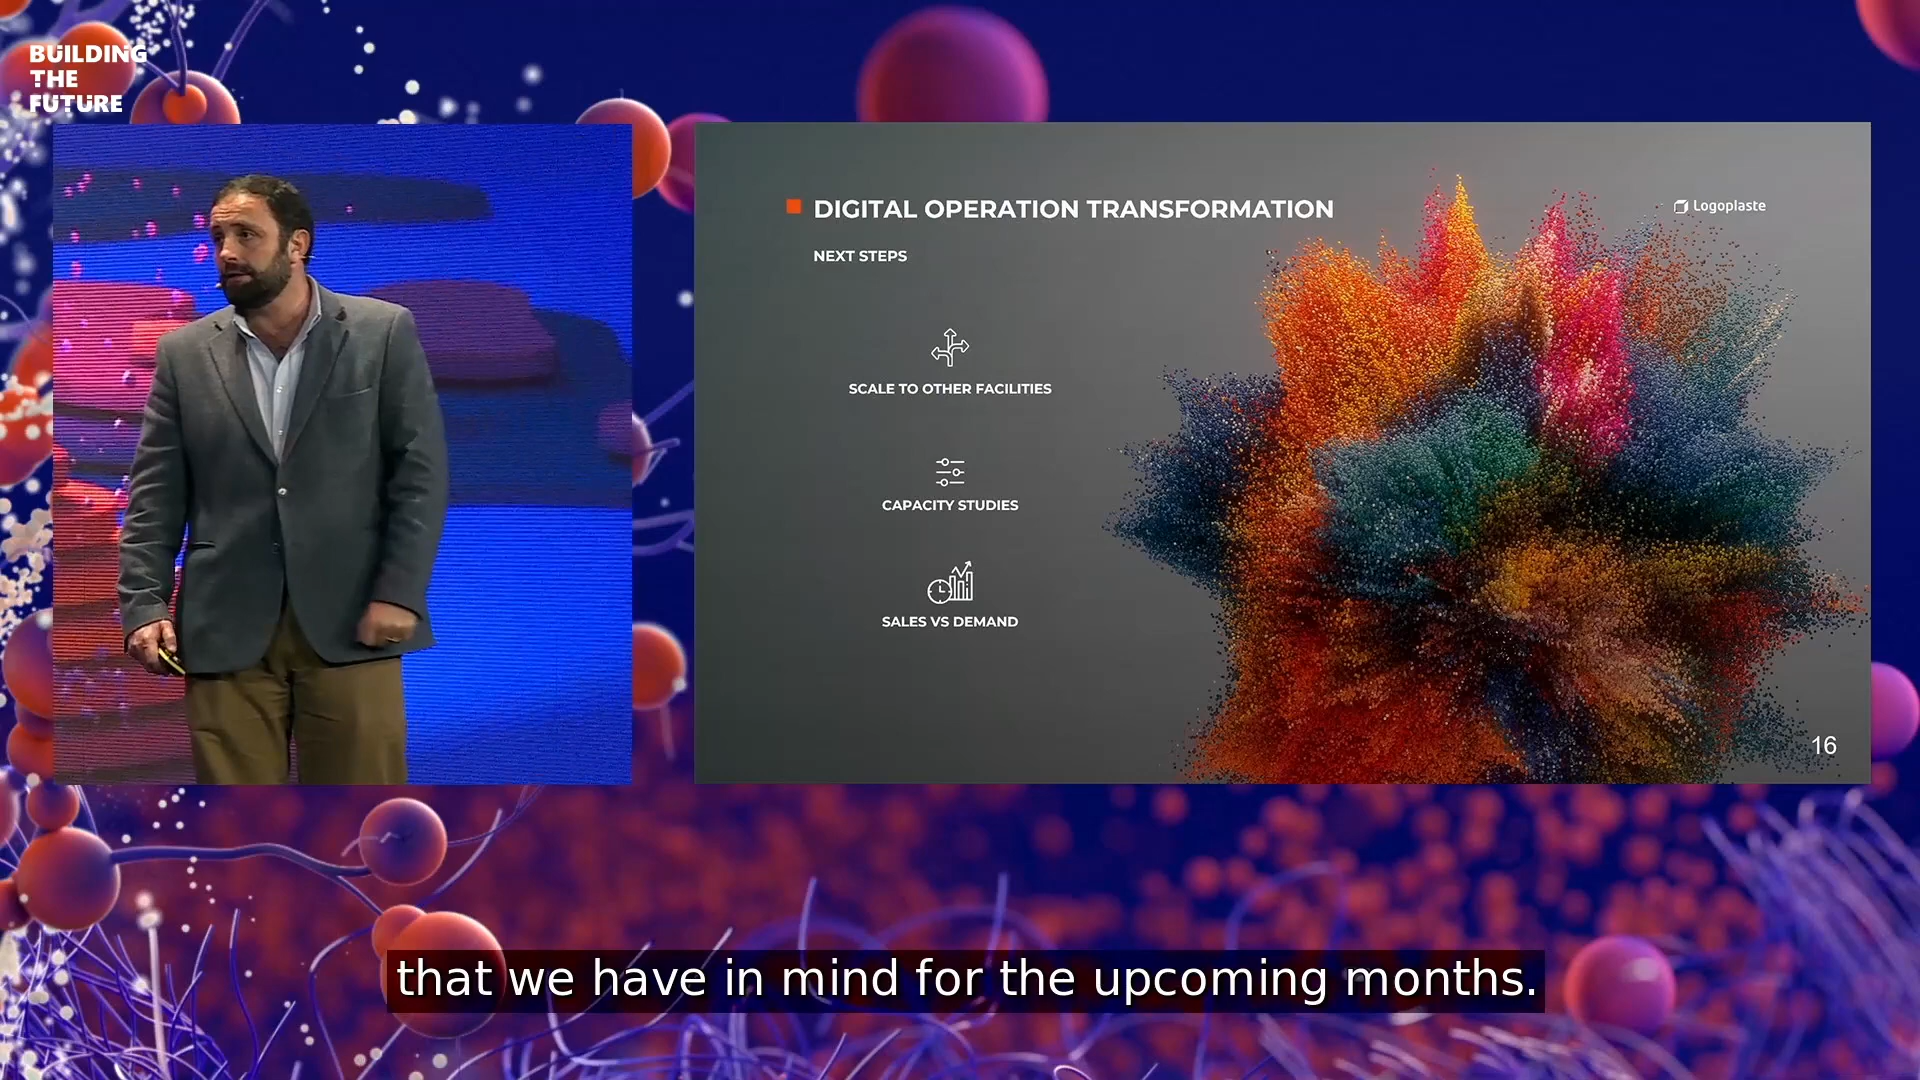 BUILDING
THE
FUTURE
DIGITAL OPERATION TRANSFORMATION
Logoplaste
NEXT STEPS
SCALE TO OTHER FACILITIES
CAPACITY STUDIES
SALES VS DEMAND
16
that we have in mind for the upcoming months.